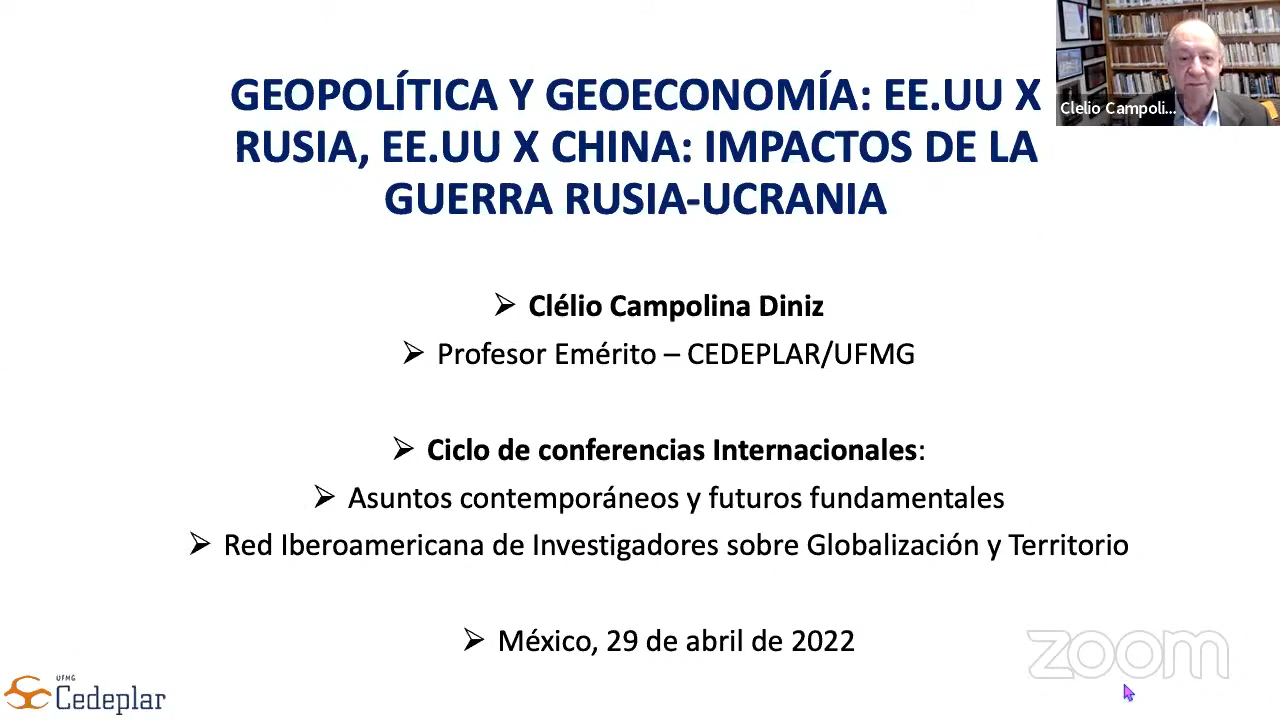 GEOPOLÍTICA Y GEOECONOMÍA: EE.UU X
RUSIA, EE.UU X CHINA: IMPACTOS DE LA
GUERRA RUSIA-UCRANIA
Clelio Campoli...
➢ Clélio Campolina Diniz
➢ Profesor Emérito – CEDEPLAR/UFMG
➢ Ciclo de conferencias Internacionales:
➢ Asuntos contemporáneos y futuros fundamentales
➢ Red Iberoamericana de Investigadores sobre Globalización y Territorio
➢ México, 29 de abril de 2022
zoom
UFMG
Cedeplar